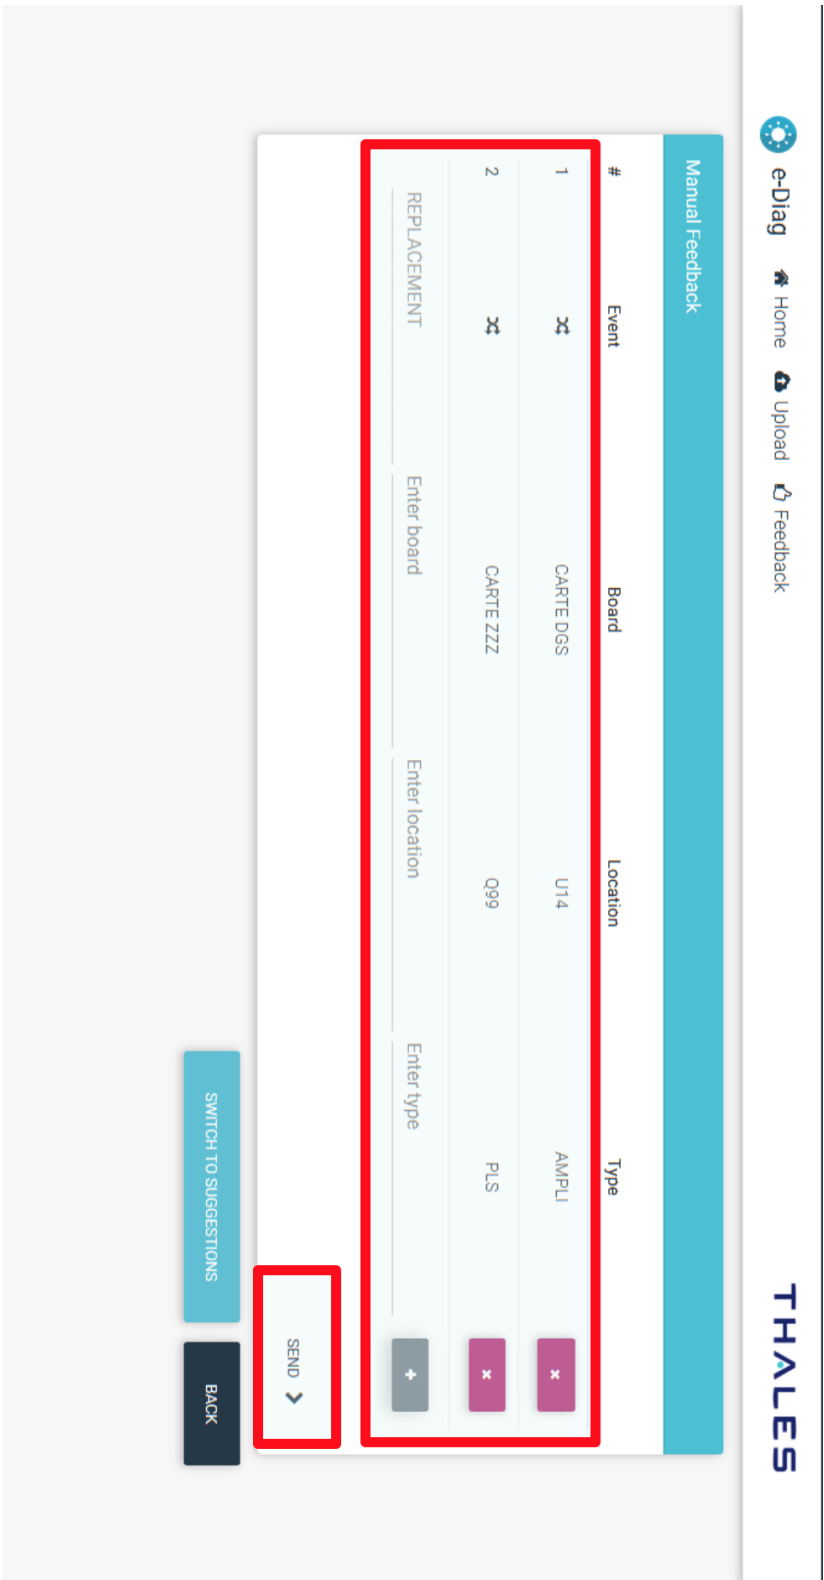 e-Diag Home Upload Feedback THALES
Manual Feedback
# Event Board Location Type
1 CARTE DGS U14 AMPLI
2 CARTE ZZZ Q99 PLS
REPLACEMENT Enter board Enter location Enter type
SEND
SWITCH TO SUGGESTIONS BACK